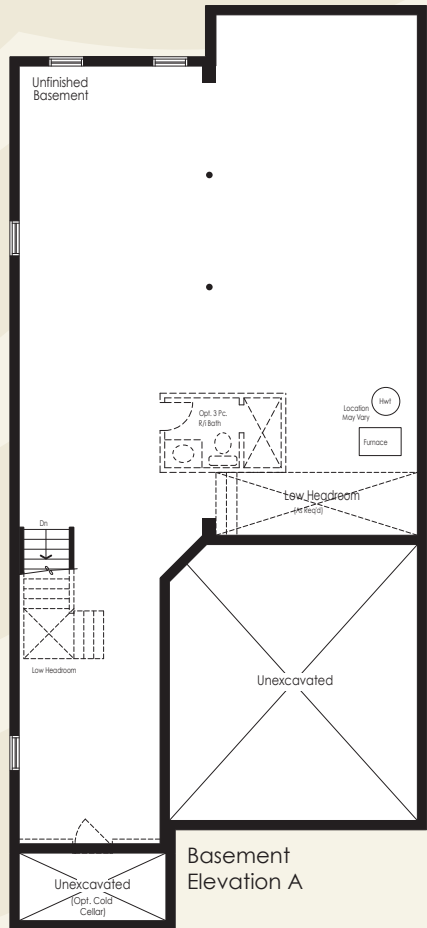 Unfinished
Basement
Opt. 3 Pc.
R/i Bath
Location
May Vary
Hwt
Furnace
Low Headroom
(As Req'd)
Dn
Low Headroom
Unexcavated
Unexcavated
(Opt. Cold
Cellar)
Basement
Elevation A